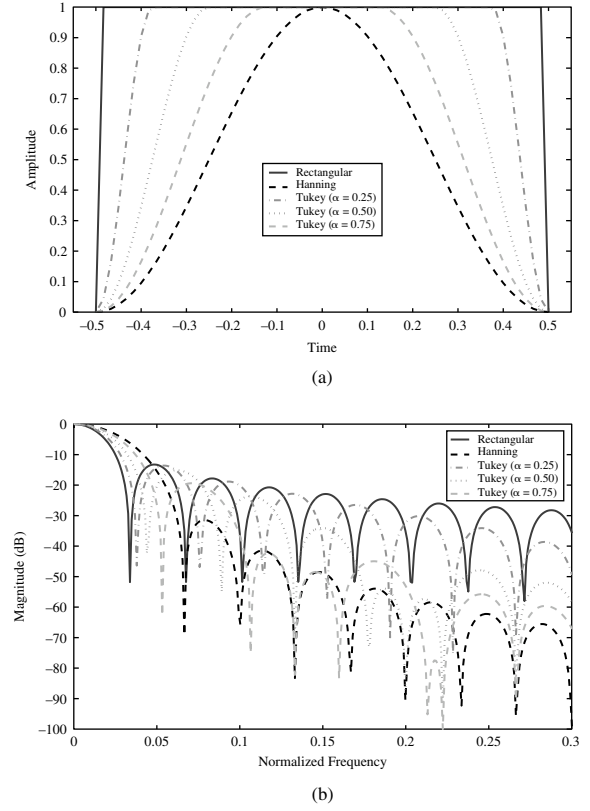 1
0.9
0.8
0.7
0.6
0.5
0.4
0.3
0.2
0.1
0
Amplitude
Rectangular
Hanning
Tukey (α = 0.25)
Tukey (α = 0.50)
Tukey (α = 0.75)
−0.5 −0.4 −0.3 −0.2 −0.1 0 0.1 0.2 0.3 0.4 0.5
Time
(a)
0
−10
−20
−30
−40
−50
−60
−70
−80
−90
−100
Magnitude (dB)
Rectangular
Hanning
Tukey (α = 0.25)
Tukey (α = 0.50)
Tukey (α = 0.75)
0 0.05 0.1 0.15 0.2 0.25 0.3
Normalized Frequency
(b)